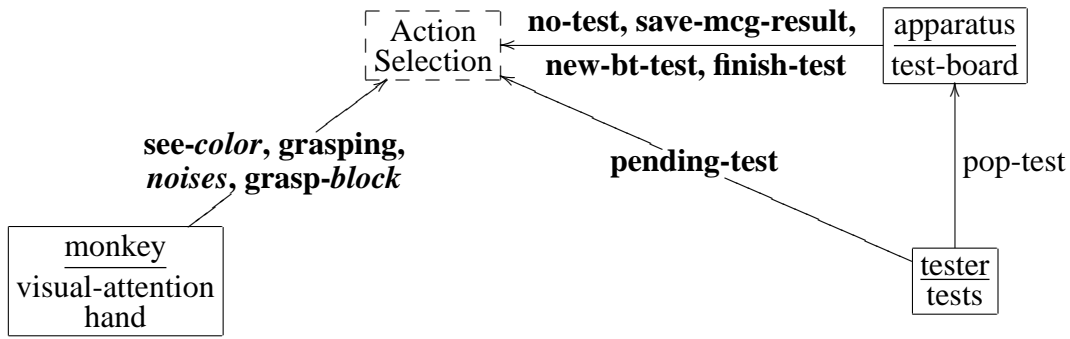 Action
Selection
no-test, save-mcg-result,
new-bt-test, finish-test
apparatus
test-board
see-color, grasping,
noises, grasp-block
pending-test
pop-test
monkey
visual-attention
hand
tester
tests